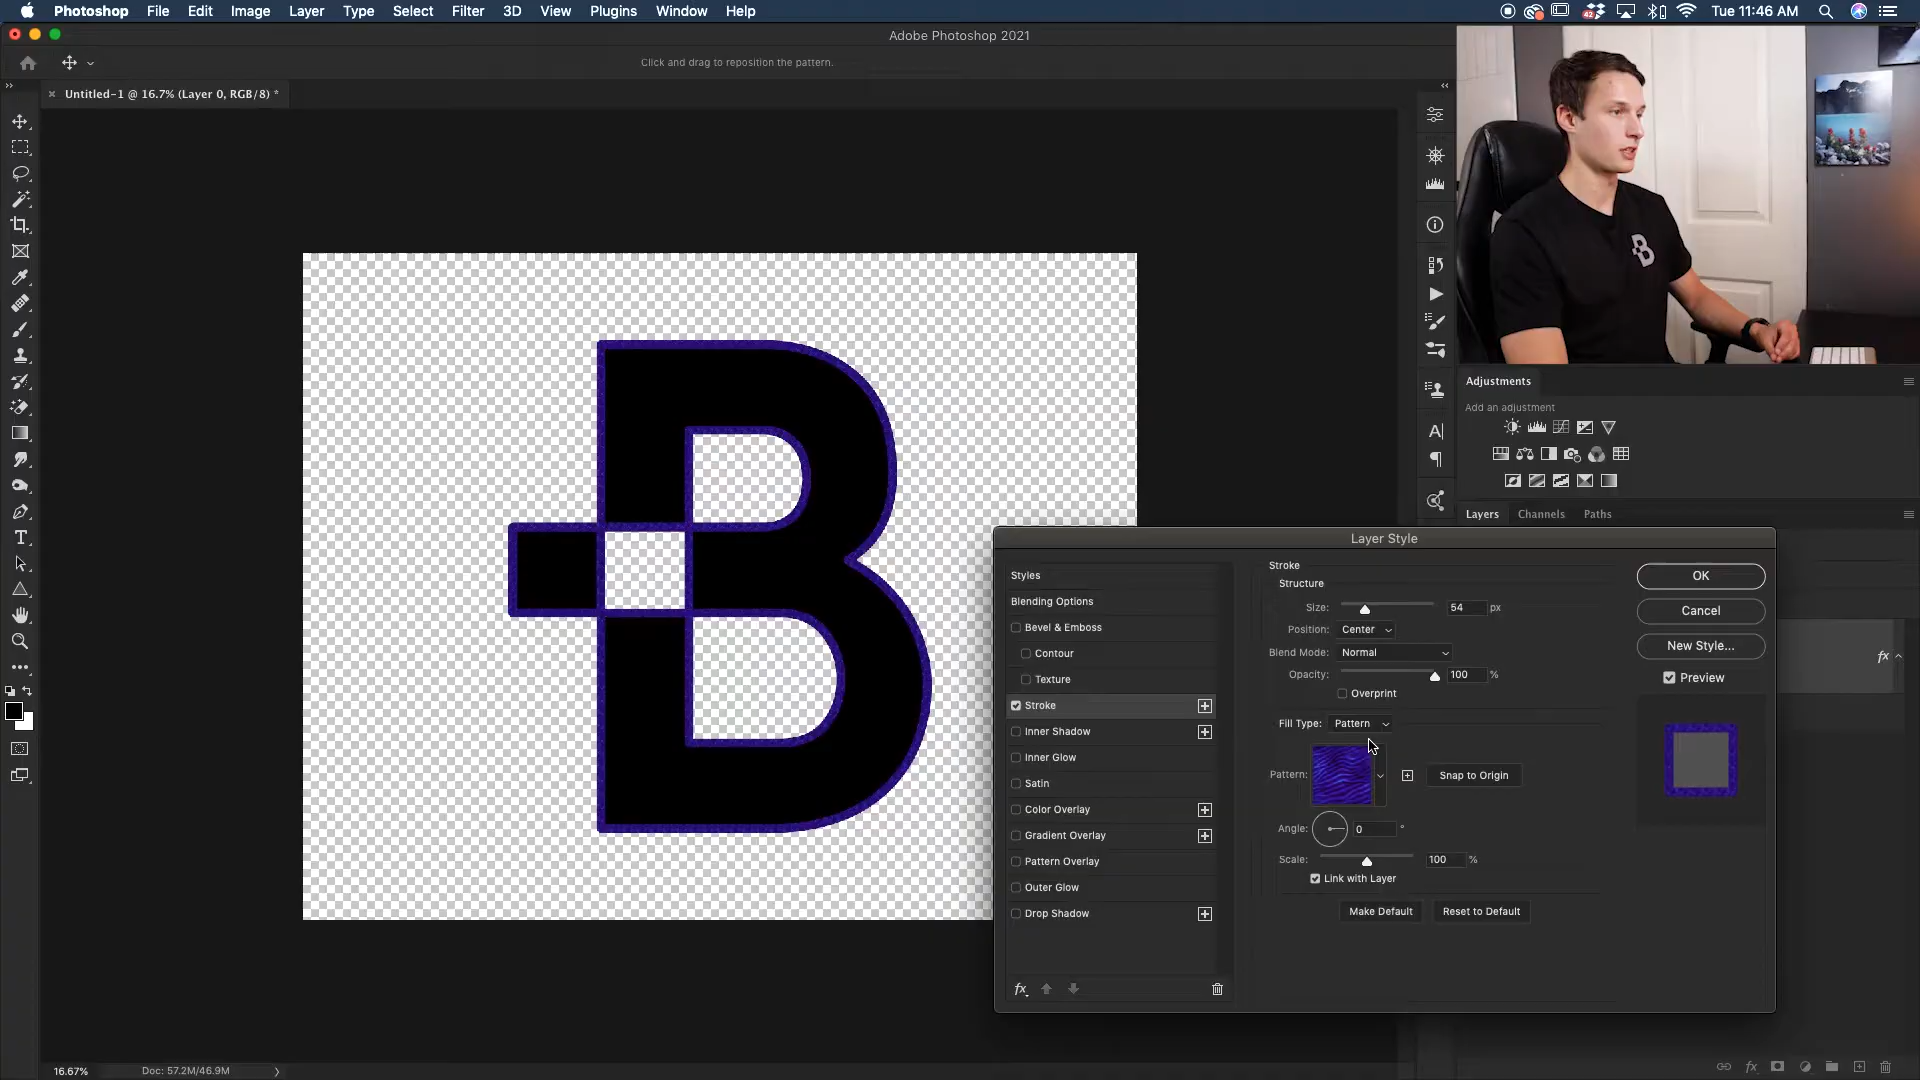 Photoshop File Edit Image Layer Type Select Filter 3D View Plugins Window Help
42
Tue 11:46 AM
Adobe Photoshop 2021
Click and drag to reposition the pattern.
Untitled-1 @ 16.7% (Layer 0, RGB/8) *
Adjustments
Add an adjustment
Layers Channels Paths
Layer Style
Styles
Blending Options
Bevel & Emboss
Contour
Texture
Stroke
Inner Shadow
Inner Glow
Satin
Color Overlay
Gradient Overlay
Pattern Overlay
Outer Glow
Drop Shadow
fx
Stroke
Structure
Size: 54 px
Position: Center
Blend Mode: Normal
Opacity: 100 %
Overprint
Fill Type: Pattern
Pattern: Snap to Origin
Angle: 0 °
Scale: 100 %
Link with Layer
Make Default Reset to Default
OK
Cancel
New Style...
Preview
fx
B
B
16.67% Doc: 57.2M/46.9M
fx